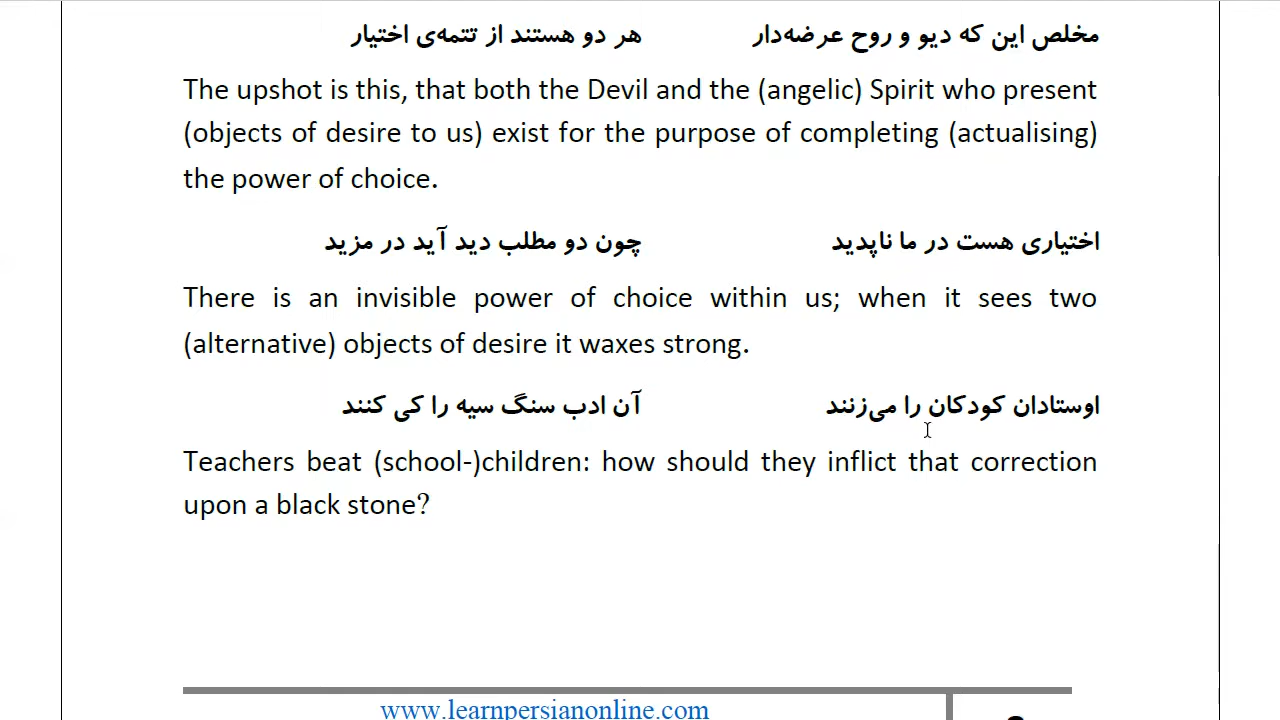 مخلص این که دیو و روح عرضه‌دار هر دو هستند از تتمه‌ی اختیار
The upshot is this, that both the Devil and the (angelic) Spirit who present
(objects of desire to us) exist for the purpose of completing (actualising)
the power of choice.
اختیاری هست در ما ناپدید چون دو مطلب دید آید در مزید
There is an invisible power of choice within us; when it sees two
(alternative) objects of desire it waxes strong.
اوستادان کودکان را می‌زنند آن ادب سنگ سیه را کی کنند
Teachers beat (school-)children: how should they inflict that correction
upon a black stone?
www.learnpersianonline.com